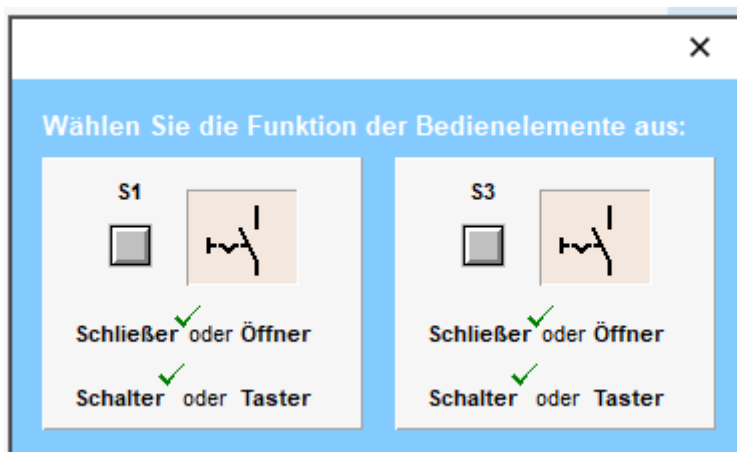 Wählen Sie die Funktion der Bedienelemente aus:
S1
Schließer oder Öffner
Schalter oder Taster
S3
Schließer oder Öffner
Schalter oder Taster